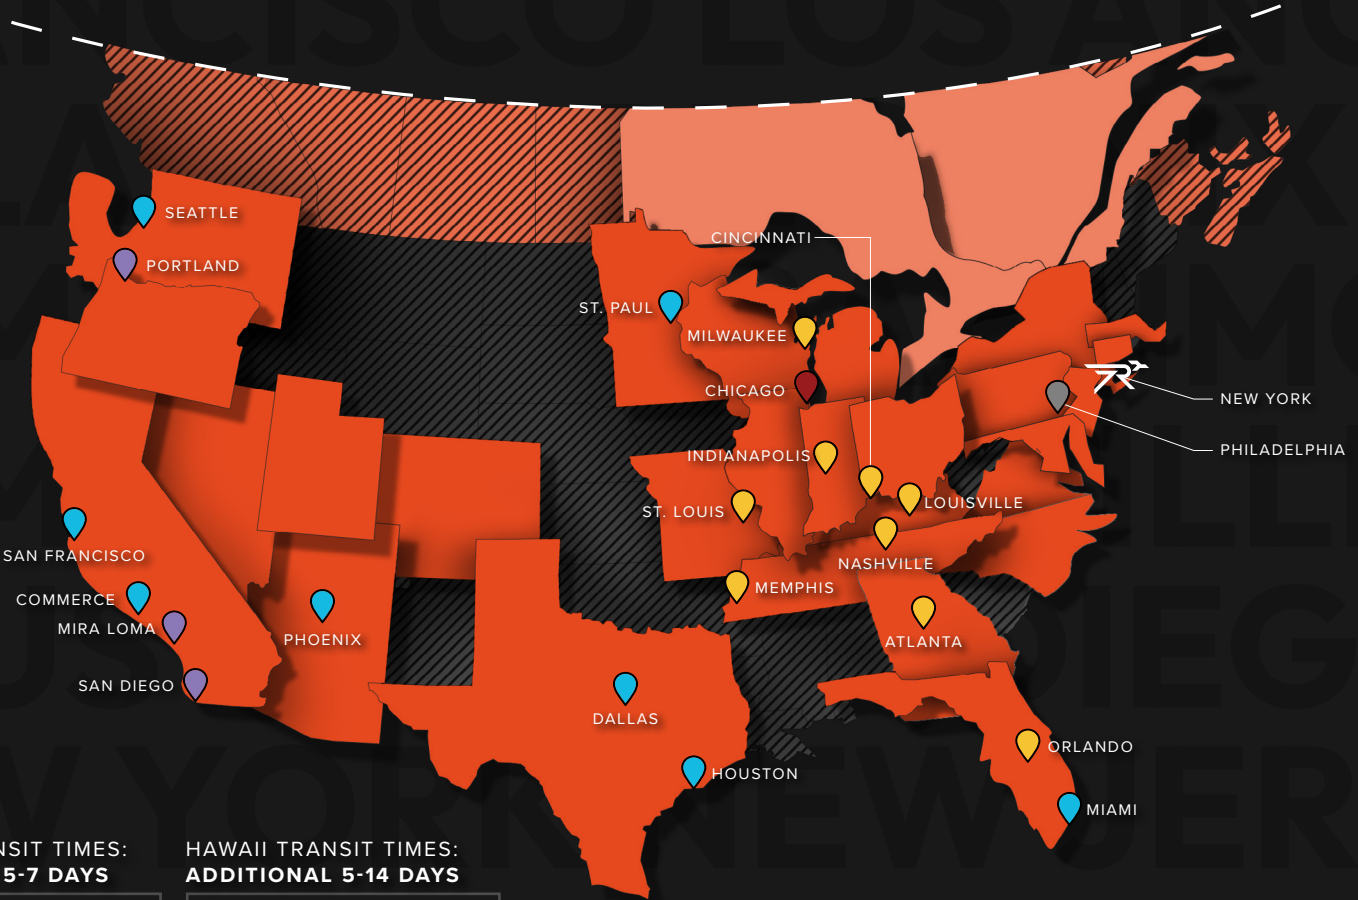 SEATTLE
PORTLAND
CINCINNATI
ST. PAUL
MILWAUKEE
CHICAGO
NEW YORK
PHILADELPHIA
INDIANAPOLIS
ST. LOUIS
LOUISVILLE
NASHVILLE
MEMPHIS
SAN FRANCISCO
COMMERCE
MIRA LOMA
PHOENIX
ATLANTA
SAN DIEGO
DALLAS
HOUSTON
ORLANDO
MIAMI
NSIT TIMES:
5-7 DAYS
HAWAII TRANSIT TIMES:
ADDITIONAL 5-14 DAYS